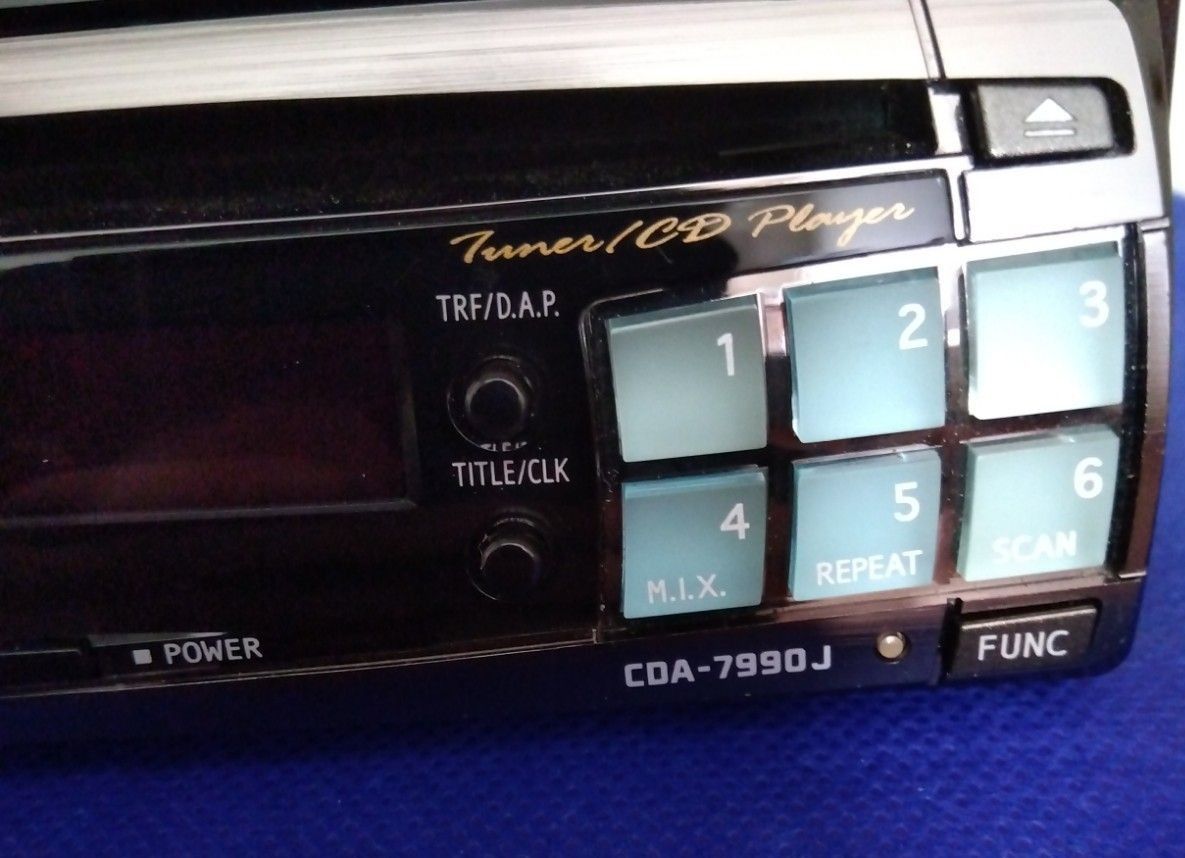 Tuner/CD Player
TRF/D.A.P.
TITLE/CLK
1
2
3
4
M.I.X.
5
REPEAT
6
SCAN
POWER
CDA-7990J
FUNC